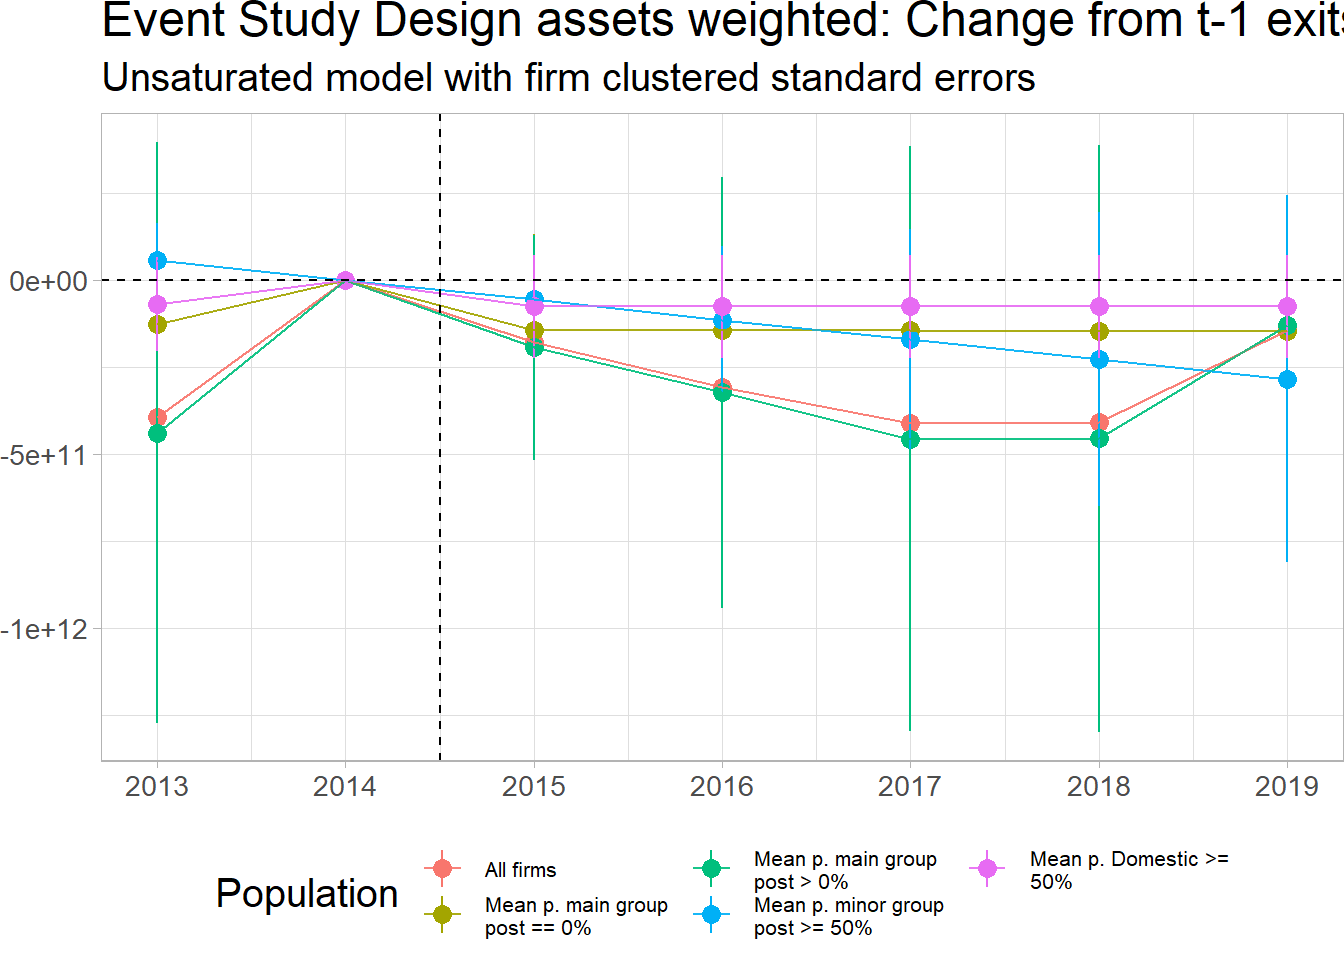 Event Study Design assets weighted: Change from t-1 exits
Unsaturated model with firm clustered standard errors
0e+00
-5e+11
-1e+12
2013 2014 2015 2016 2017 2018 2019
Population
All firms
Mean p. main group
post == 0%
Mean p. main group
post > 0%
Mean p. minor group
post >= 50%
Mean p. Domestic >=
50%